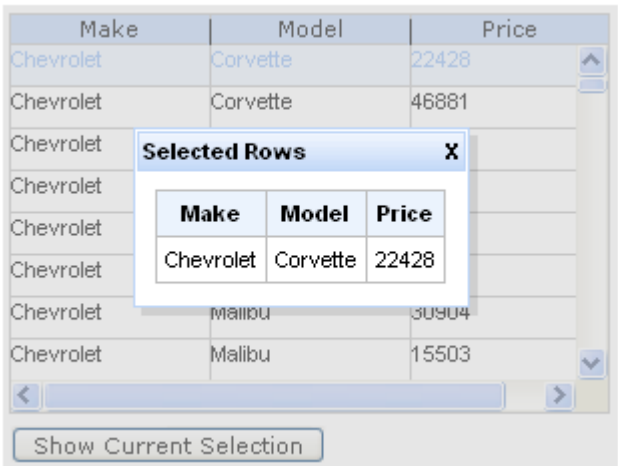 Make Model Price
Chevrolet Corvette 22428
Chevrolet Corvette 46881
Chevrolet
Selected Rows X
Chevrolet
Make Model Price
Chevrolet
Chevrolet Corvette 22428
Chevrolet
Chevrolet Malibu 30904
Chevrolet Malibu 15503
Show Current Selection